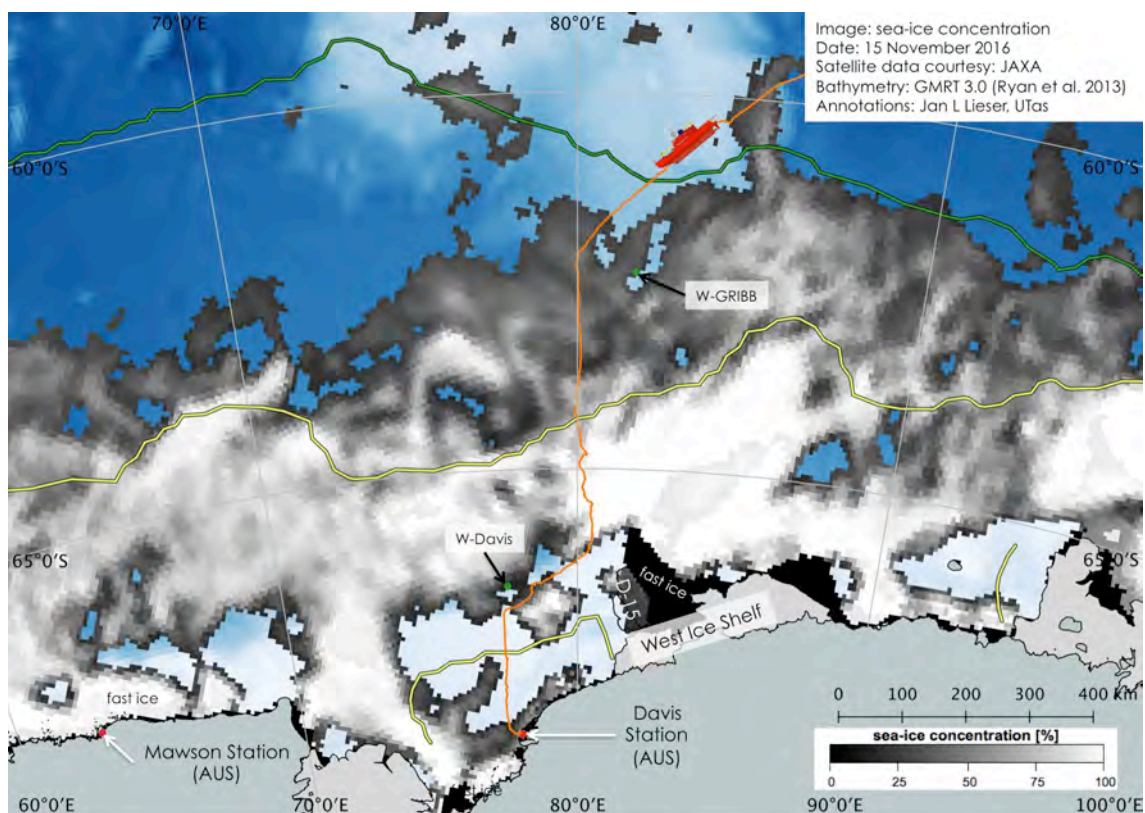 70°0'E
80°0'E
Image: sea-ice concentration
Date: 15 November 2016
Satellite data courtesy: JAXA
Bathymetry: GMRT 3.0 (Ryan et al. 2013)
Annotations: Jan L Lieser, UTas
60°0'S
60°0'S
W-GRIBB
W-Davis
65°0'S
65°0'S
fast ice
D-15
West Ice Shelf
fast ice
Mawson Station
(AUS)
Davis
Station
(AUS)
0 100 200 300 400 km
sea-ice concentration [%]
0 25 50 75 100
ice
60°0'E
70°0'E
80°0'E
90°0'E
100°0'E